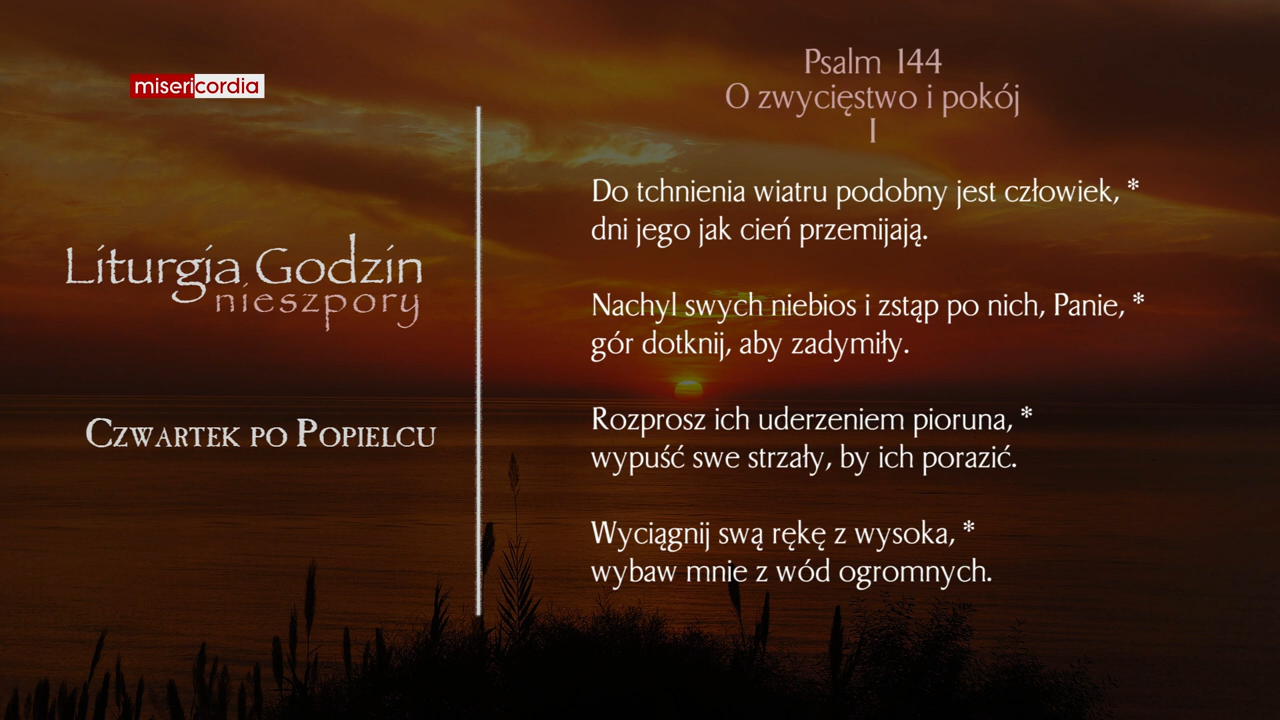 misericordia
Liturgia Godzin
nieszpory
Czwartek po Popielcu
Psalm 144
O zwycięstwo i pokój
I
Do tchnienia wiatru podobny jest człowiek, *
dni jego jak cień przemijają.
Nachyl swych niebios i zstąp po nich, Panie, *
gór dotknij, aby zadymiły.
Rozprosz ich uderzeniem pioruna, *
wypuść swe strzały, by ich porazić.
Wyciągnij swą rękę z wysoka, *
wybaw mnie z wód ogromnych.